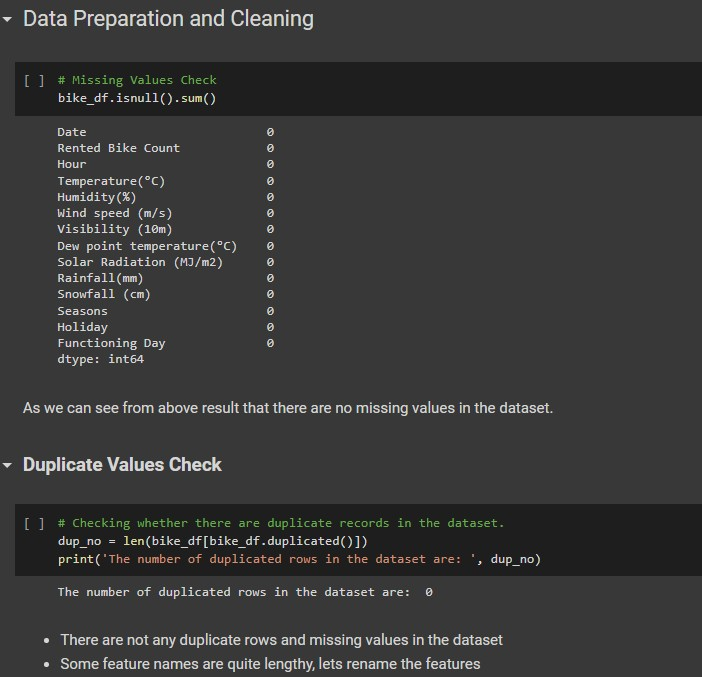 Data Preparation and Cleaning
[ ] # Missing Values Check
bike_df.isnull().sum()
Date 0
Rented Bike Count 0
Hour 0
Temperature(°C) 0
Humidity(%) 0
Wind speed (m/s) 0
Visibility (10m) 0
Dew point temperature(°C) 0
Solar Radiation (MJ/m2) 0
Rainfall(mm) 0
Snowfall (cm) 0
Seasons 0
Holiday 0
Functioning Day 0
dtype: int64
As we can see from above result that there are no missing values in the dataset.
Duplicate Values Check
[ ] # Checking whether there are duplicate records in the dataset.
dup_no = len(bike_df[bike_df.duplicated()])
print('The number of duplicated rows in the dataset are: ', dup_no)
The number of duplicated rows in the dataset are:  0
• There are not any duplicate rows and missing values in the dataset
• Some feature names are quite lengthy, lets rename the features